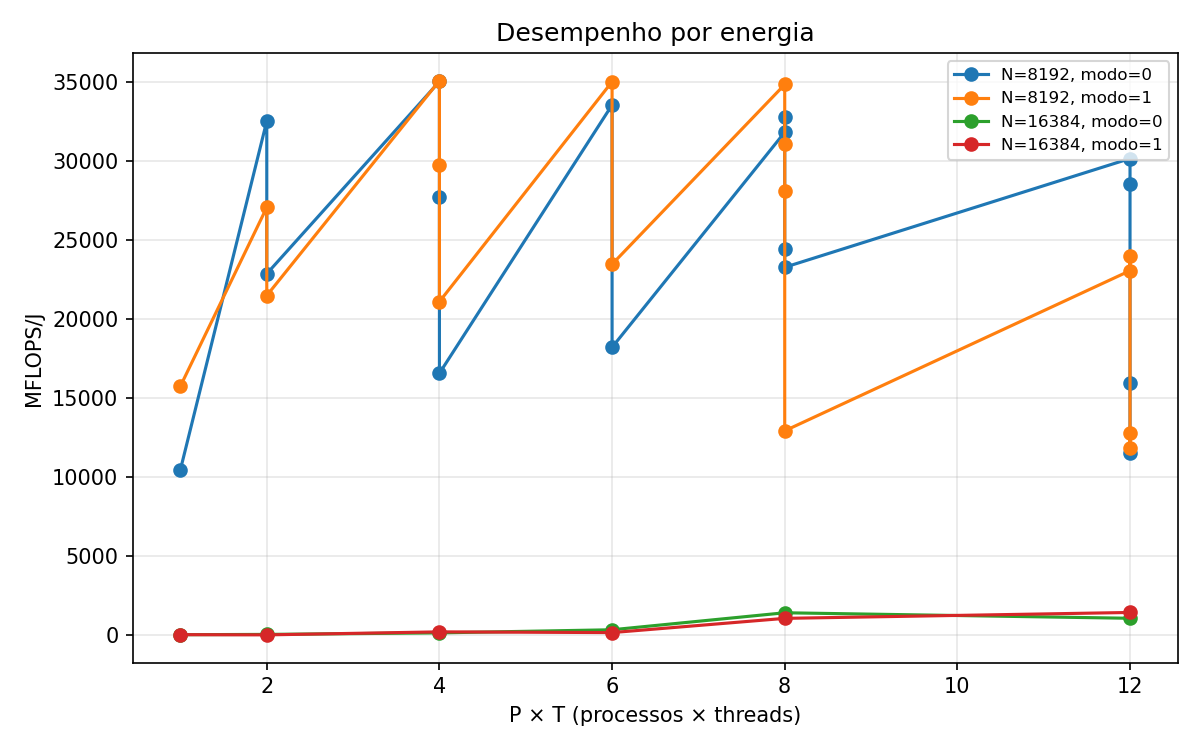 Desempenho por energia
N=8192, modo=0
N=8192, modo=1
N=16384, modo=0
N=16384, modo=1
MFLOPS/J
35000
30000
25000
20000
15000
10000
5000
0
2
4
6
8
10
12
P × T (processos × threads)